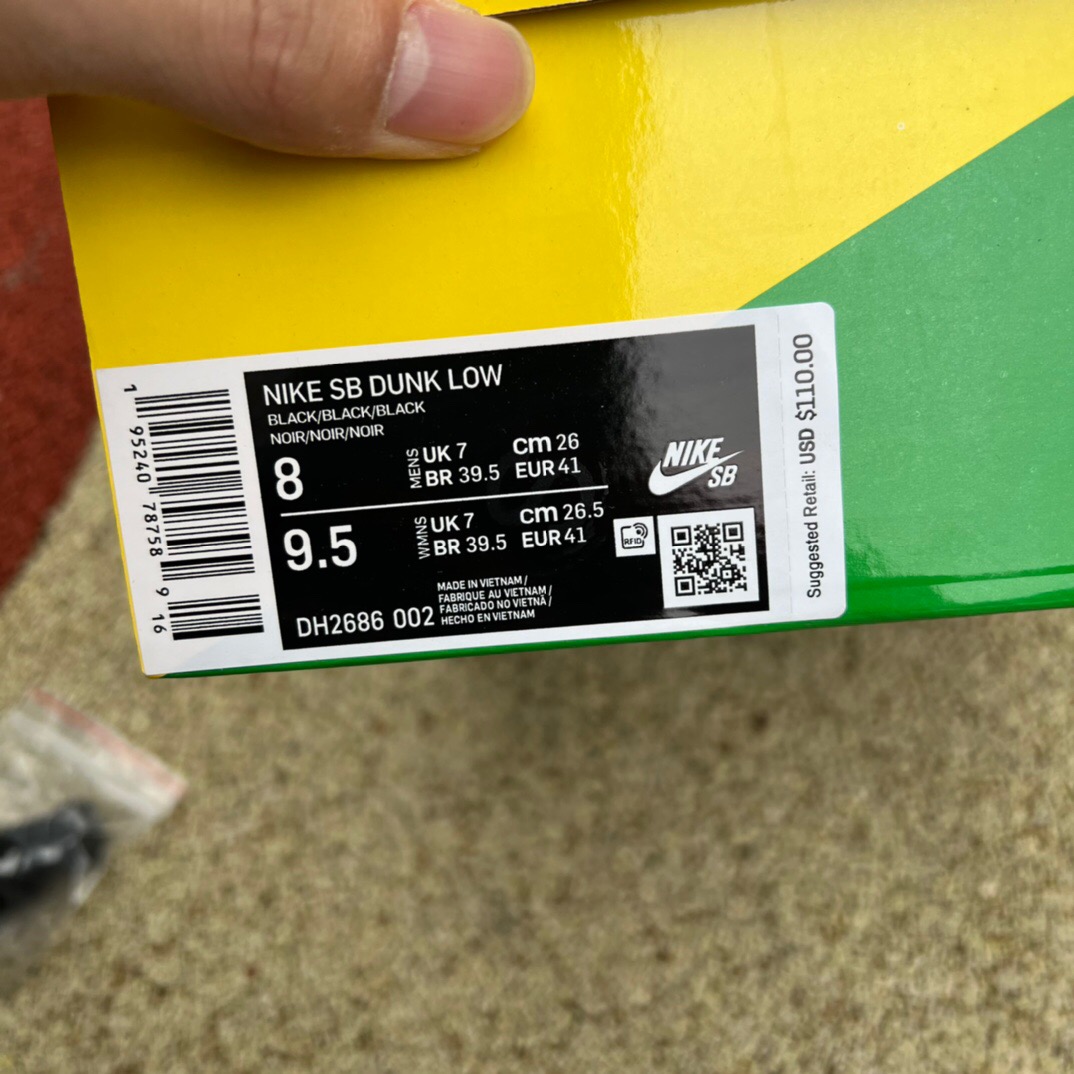 NIKE SB DUNK LOW
BLACK/BLACK/BLACK
NOIR/NOIR/NOIR
8 MENS UK 7 cm 26
BR 39.5 EUR 41
9.5 WMNS UK 7 cm 26.5
BR 39.5 EUR 41
DH2686 002
MADE IN VIETNAM /
FABRIQUE AU VIETNAM /
FABRICADO NO VIETNÃ /
HECHO EN VIETNAM
NIKE
SB
RFID
1 95240 78758 9 16
Suggested Retail: USD $110.00